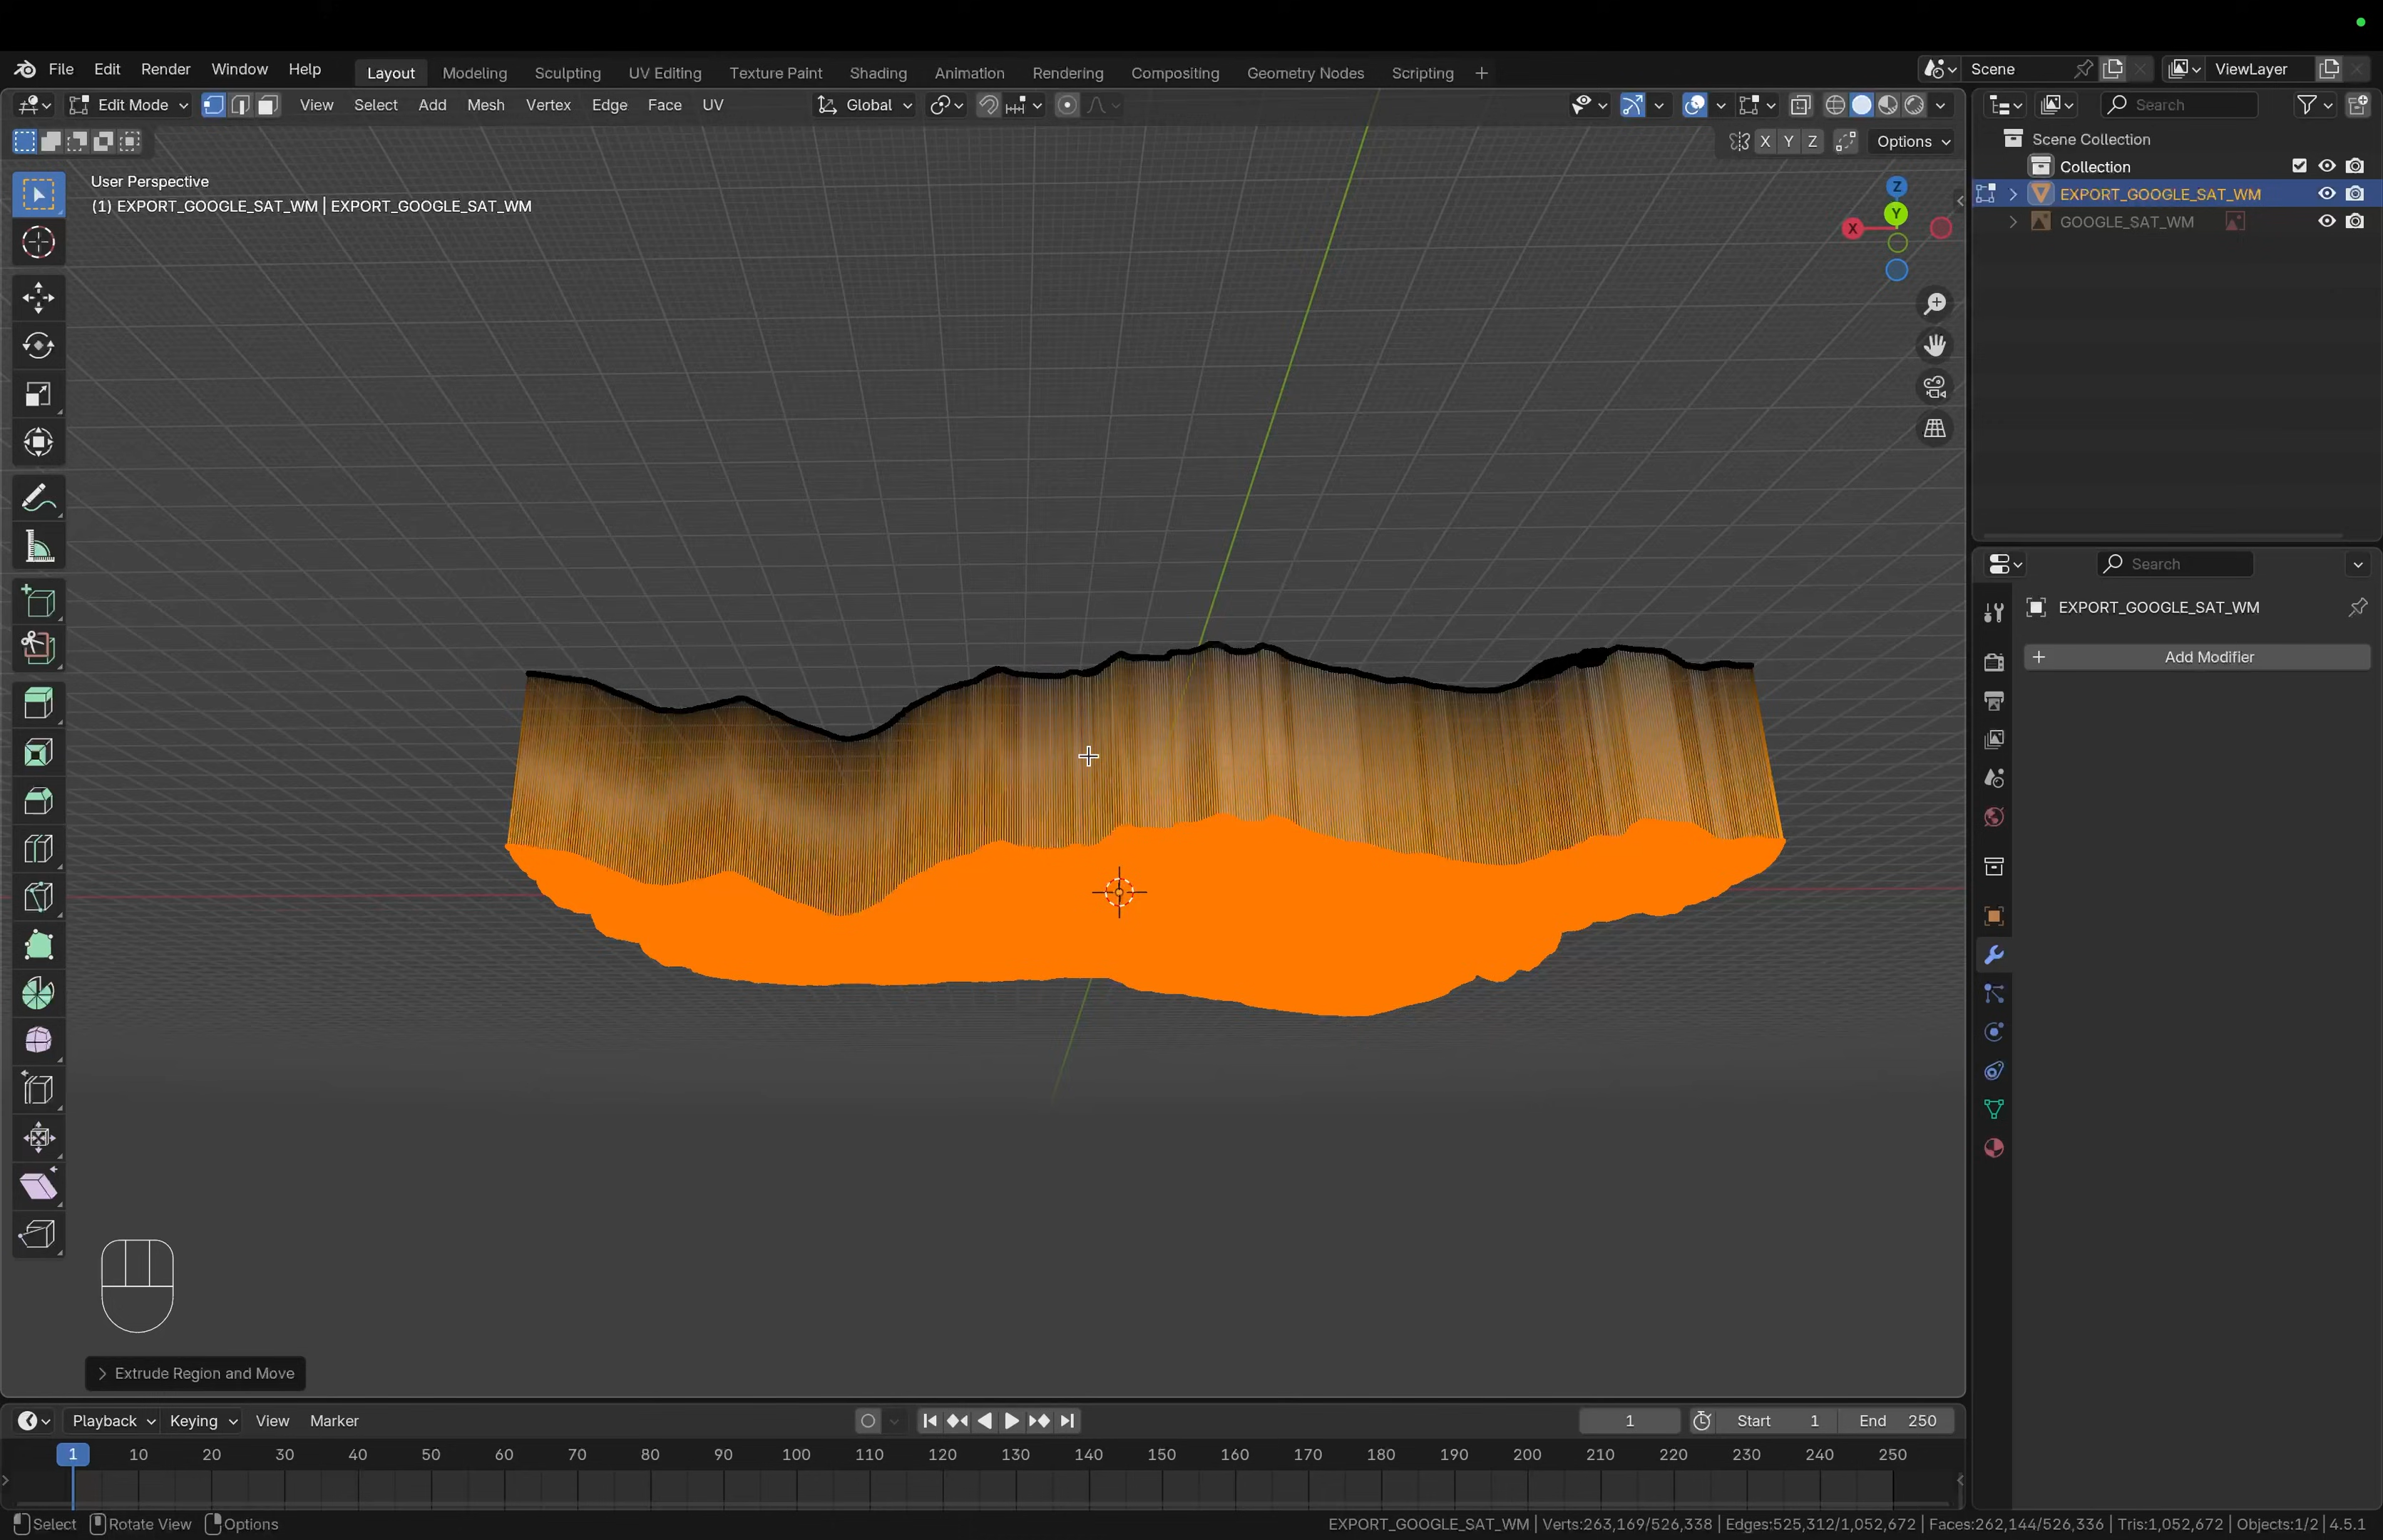 File Edit Render Window Help Layout Modeling Sculpting UV Editing Texture Paint Shading Animation Rendering Compositing Geometry Nodes Scripting + Scene ViewLayer
Edit Mode View Select Add Mesh Vertex Edge Face UV Global Search
X Y Z Options
Scene Collection
Collection
EXPORT_GOOGLE_SAT_WM
GOOGLE_SAT_WM
User Perspective
(1) EXPORT_GOOGLE_SAT_WM | EXPORT_GOOGLE_SAT_WM
Z
Y
X
Search
EXPORT_GOOGLE_SAT_WM
+ Add Modifier
Extrude Region and Move
Playback Keying View Marker 1 Start 1 End 250
1 10 20 30 40 50 60 70 80 90 100 110 120 130 140 150 160 170 180 190 200 210 220 230 240 250
Select Rotate View Options EXPORT_GOOGLE_SAT_WM | Verts:263,169/526,338 | Edges:525,312/1,052,672 | Faces:262,144/526,336 | Tris:1,052,672 | Objects:1/2 | 4.5.1